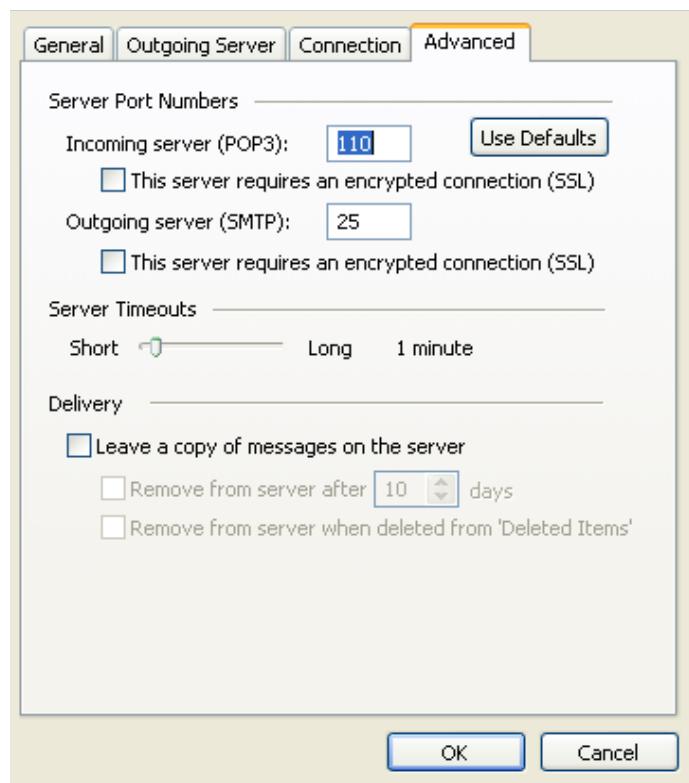 General Outgoing Server Connection Advanced
Server Port Numbers
Incoming server (POP3): 110 Use Defaults
This server requires an encrypted connection (SSL)
Outgoing server (SMTP): 25
This server requires an encrypted connection (SSL)
Server Timeouts
Short Long 1 minute
Delivery
Leave a copy of messages on the server
Remove from server after 10 days
Remove from server when deleted from 'Deleted Items'
OK Cancel